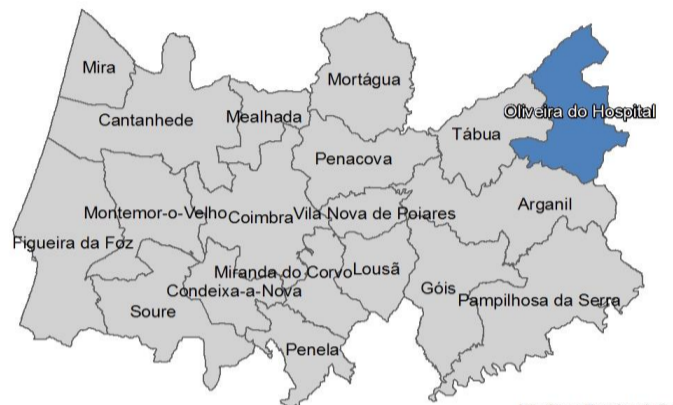 Mira
Mortágua
Cantanhede
Mealhada
Oliveira do Hospital
Tábua
Penacova
Montemor-o-Velho
Coimbra
Vila Nova de Poiares
Arganil
Figueira da Foz
Miranda do Corvo
Lousã
Condeixa-a-Nova
Góis
Pampilhosa da Serra
Soure
Penela